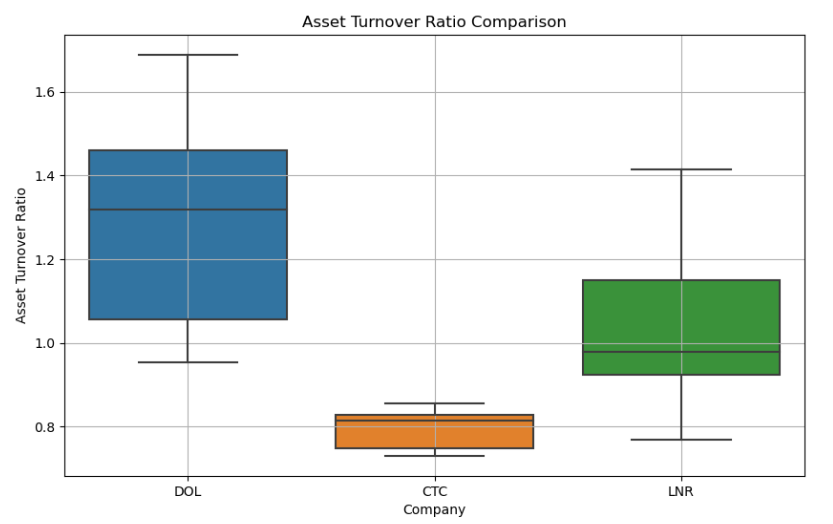 Asset Turnover Ratio Comparison
Asset Turnover Ratio
1.6
1.4
1.2
1.0
0.8
DOL CTC LNR
Company